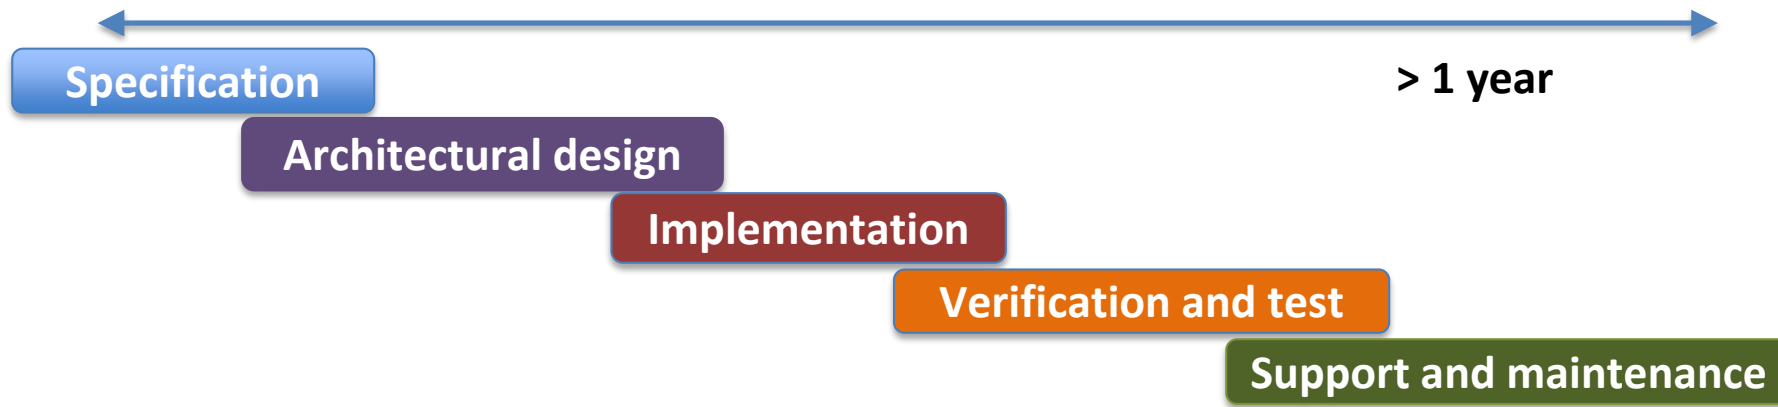 Specification
> 1 year
Architectural design
Implementation
Verification and test
Support and maintenance